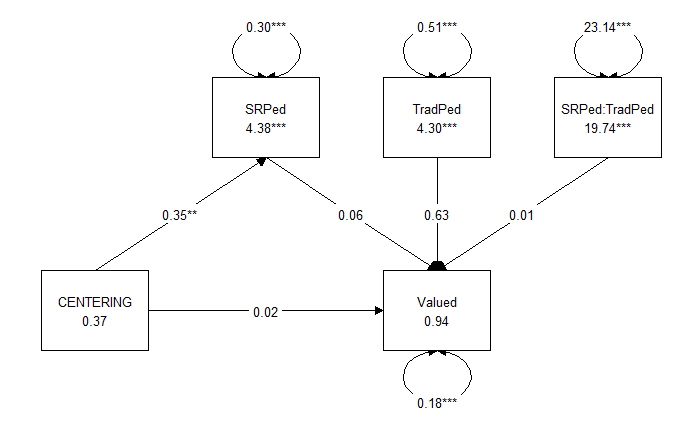 0.30***
0.51***
23.14***
SRPed
4.38***
TradPed
4.30***
SRPed:TradPed
19.74***
0.35**
0.06
0.63
0.01
CENTERING
0.37
0.02
Valued
0.94
0.18***